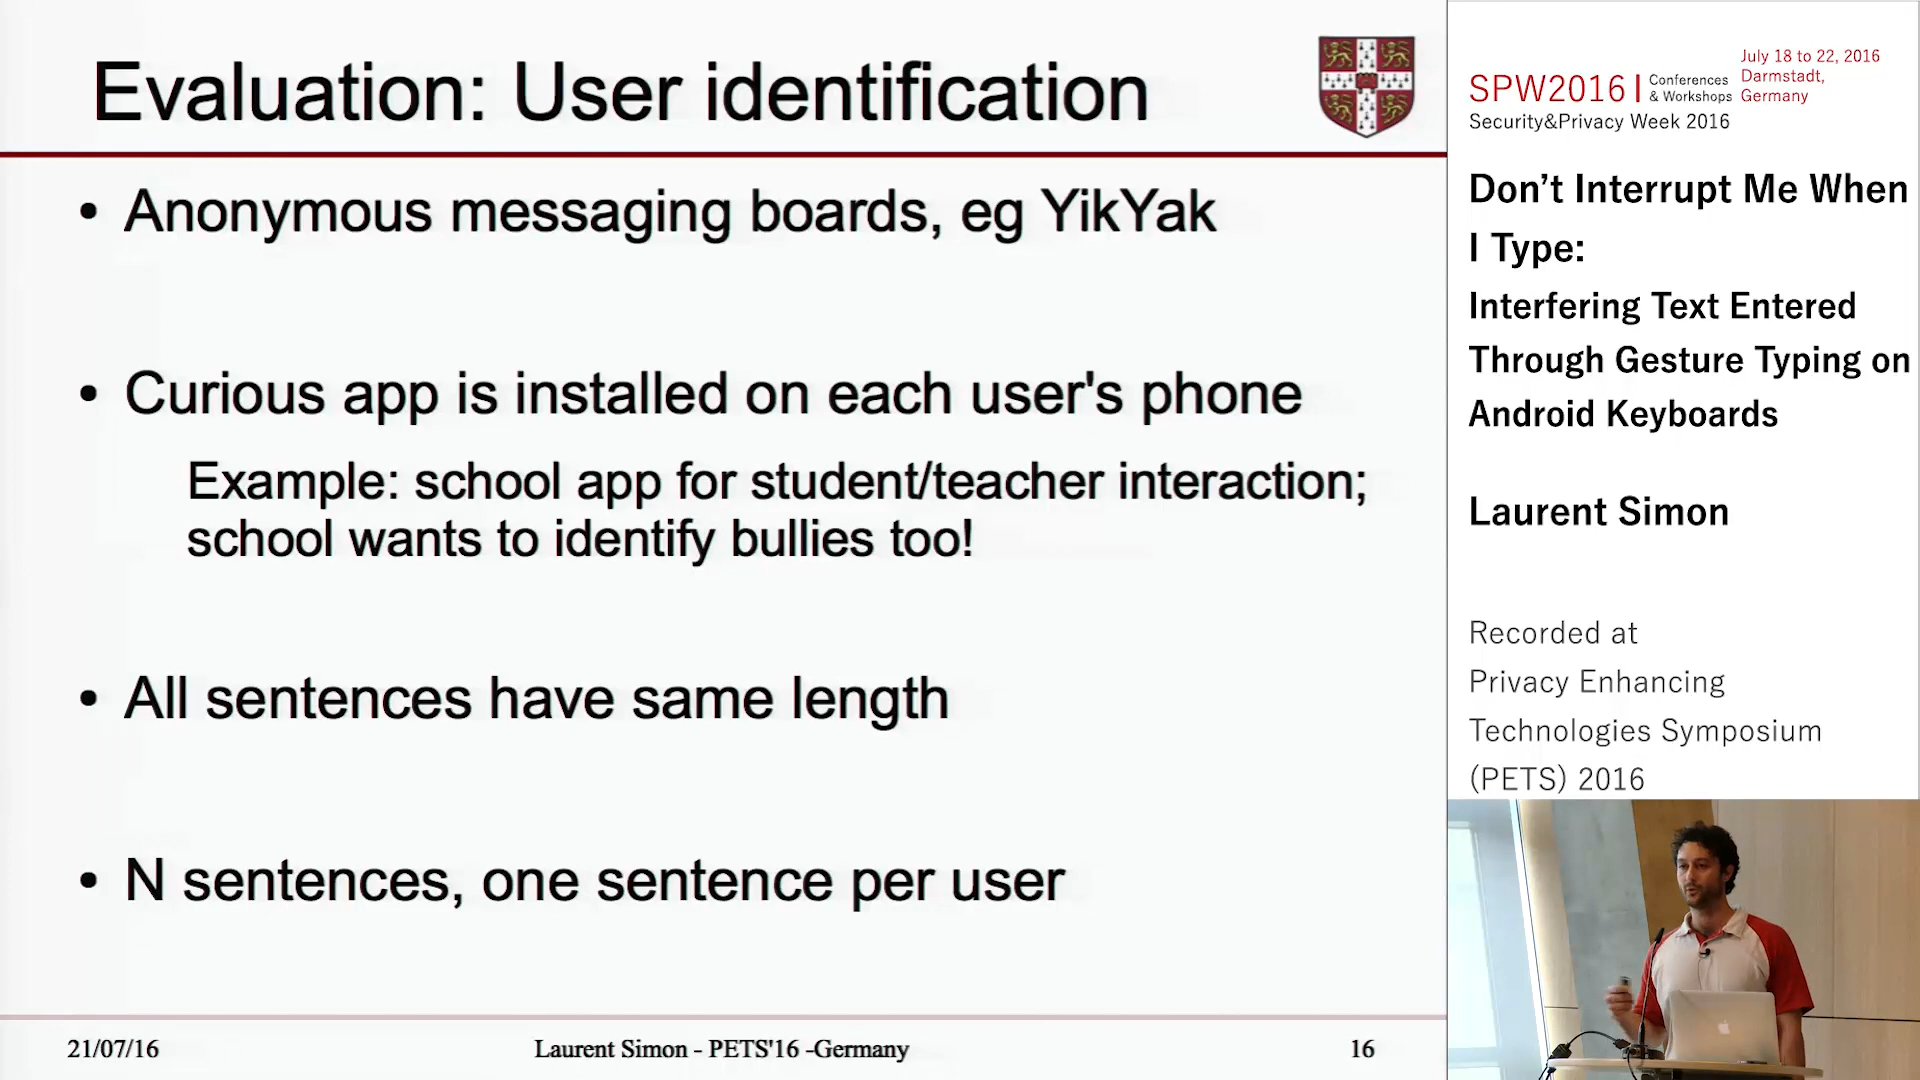 Evaluation: User identification
• Anonymous messaging boards, eg YikYak
• Curious app is installed on each user's phone
Example: school app for student/teacher interaction;
school wants to identify bullies too!
• All sentences have same length
• N sentences, one sentence per user
21/07/16
Laurent Simon - PETS'16 -Germany
16
SPW2016 | Conferences
& Workshops
July 18 to 22, 2016
Darmstadt,
Germany
Security&Privacy Week 2016
Don’t Interrupt Me When
I Type:
Interfering Text Entered
Through Gesture Typing on
Android Keyboards
Laurent Simon
Recorded at
Privacy Enhancing
Technologies Symposium
(PETS) 2016